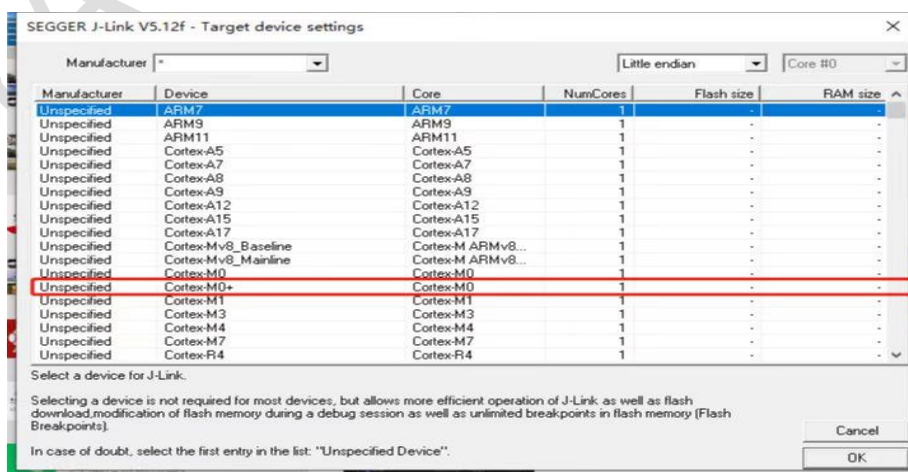 SEGGER J-Link V5.12f - Target device settings
Manufacturer * Little endian Core #0
Manufacturer Device Core NumCores Flash size RAM size
Unspecified ARM7 ARM7 1 - -
Unspecified ARM9 ARM9 1 - -
Unspecified ARM11 ARM11 1 - -
Unspecified Cortex-A5 Cortex-A5 1 - -
Unspecified Cortex-A7 Cortex-A7 1 - -
Unspecified Cortex-A8 Cortex-A8 1 - -
Unspecified Cortex-A9 Cortex-A9 1 - -
Unspecified Cortex-A12 Cortex-A12 1 - -
Unspecified Cortex-A15 Cortex-A15 1 - -
Unspecified Cortex-A17 Cortex-A17 1 - -
Unspecified Cortex-Mv8_Baseline Cortex-M ARMv8... 1 - -
Unspecified Cortex-Mv8_Mainline Cortex-M ARMv8... 1 - -
Unspecified Cortex-M0 Cortex-M0 1 - -
Unspecified Cortex-M0+ Cortex-M0 1 - -
Unspecified Cortex-M1 Cortex-M1 1 - -
Unspecified Cortex-M3 Cortex-M3 1 - -
Unspecified Cortex-M4 Cortex-M4 1 - -
Unspecified Cortex-M7 Cortex-M7 1 - -
Unspecified Cortex-R4 Cortex-R4 1 - -
Select a device for J-Link.
Selecting a device is not required for most devices, but allows more efficient operation of J-Link as well as flash
download,modification of flash memory during a debug session as well as unlimited breakpoints in flash memory (Flash
Breakpoints).
Cancel
In case of doubt, select the first entry in the list: "Unspecified Device".
OK